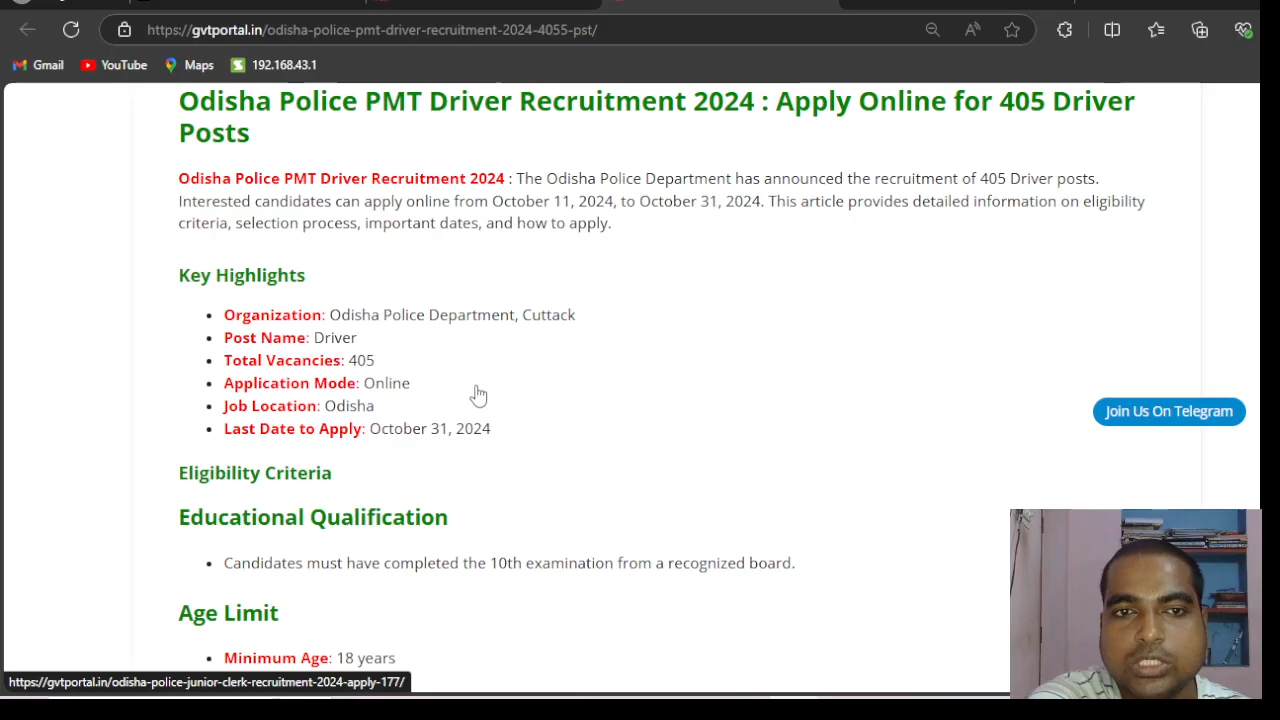 https://gvtportal.in/odisha-police-pmt-driver-recruitment-2024-4055-pst/
Gmail YouTube Maps 192.168.43.1
Odisha Police PMT Driver Recruitment 2024 : Apply Online for 405 Driver
Posts
Odisha Police PMT Driver Recruitment 2024 : The Odisha Police Department has announced the recruitment of 405 Driver posts.
Interested candidates can apply online from October 11, 2024, to October 31, 2024. This article provides detailed information on eligibility
criteria, selection process, important dates, and how to apply.
Key Highlights
• Organization: Odisha Police Department, Cuttack
• Post Name: Driver
• Total Vacancies: 405
• Application Mode: Online
• Job Location: Odisha
• Last Date to Apply: October 31, 2024
Join Us On Telegram
Eligibility Criteria
Educational Qualification
• Candidates must have completed the 10th examination from a recognized board.
Age Limit
• Minimum Age: 18 years
https://gvtportal.in/odisha-police-junior-clerk-recruitment-2024-apply-177/